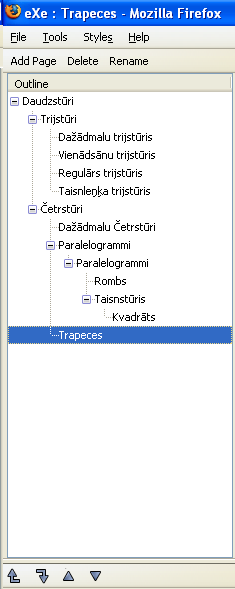 eXe : Trapeces - Mozilla Firefox
File Tools Styles Help
Add Page Delete Rename
Outline
Daudzstūri
Trijstūri
Dažādmalu trijstūris
Vienādsānu trijstūris
Regulārs trijstūris
Taisnleņķa trijstūris
Četrstūri
Dažādmalu Četrstūri
Paralelogrammi
Paralelogrammi
Rombs
Taisnstūris
Kvadrāts
Trapeces